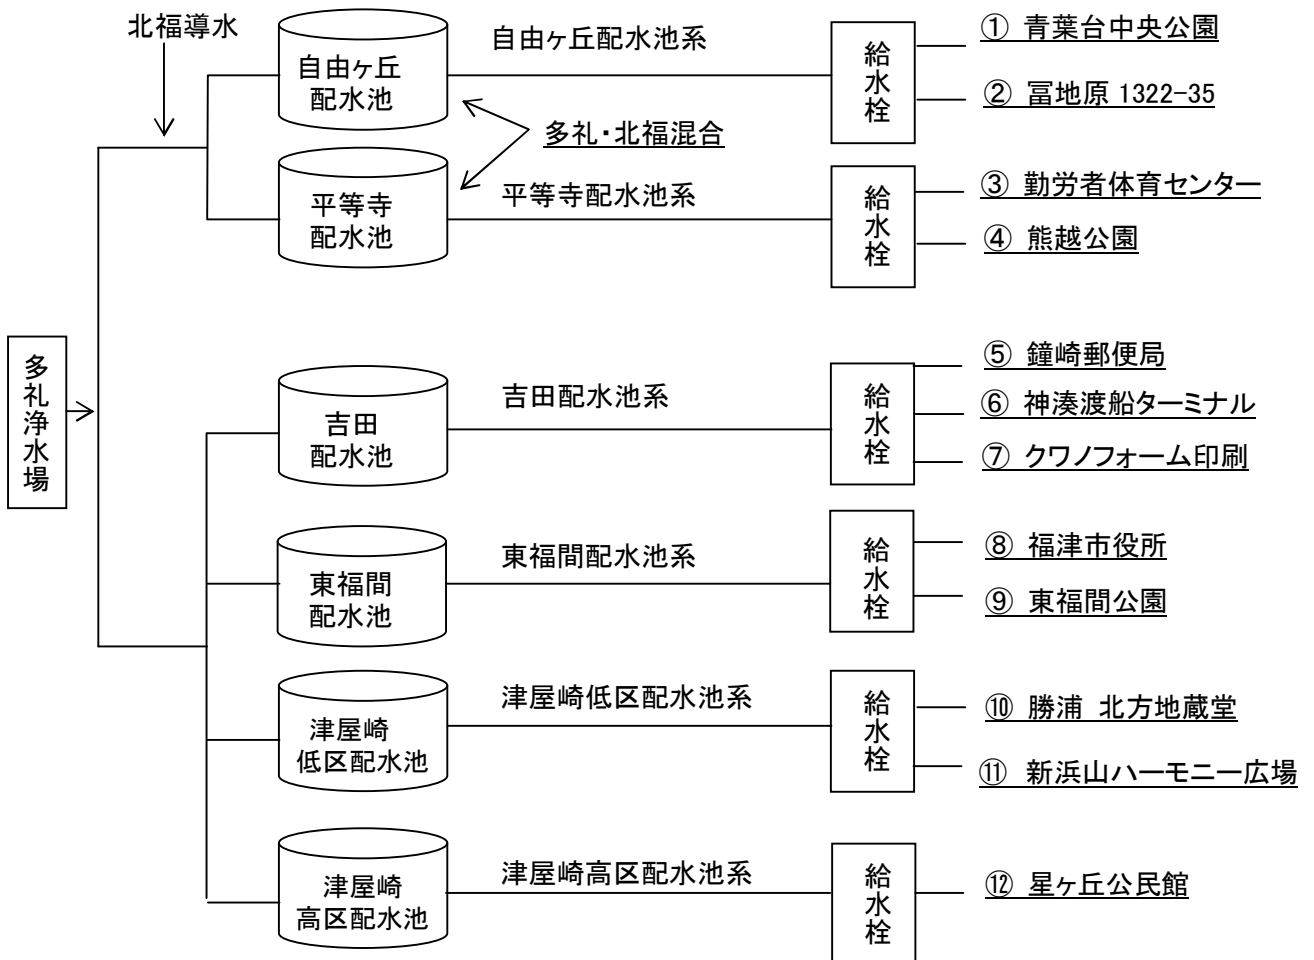 北福導水
自由ヶ丘
配水池
自由ヶ丘配水池系
給水栓
① 青葉台中央公園
② 冨地原 1322-35
多礼・北福混合
平等寺
配水池
平等寺配水池系
給水栓
③ 勤労者体育センター
④ 熊越公園
多礼浄水場
吉田
配水池
吉田配水池系
給水栓
⑤ 鐘崎郵便局
⑥ 神湊渡船ターミナル
⑦ クワノフォーム印刷
東福間
配水池
東福間配水池系
給水栓
⑧ 福津市役所
⑨ 東福間公園
津屋崎
低区配水池
津屋崎低区配水池系
給水栓
⑩ 勝浦 北方地蔵堂
⑪ 新浜山ハーモニー広場
津屋崎
高区配水池
津屋崎高区配水池系
給水栓
⑫ 星ヶ丘公民館